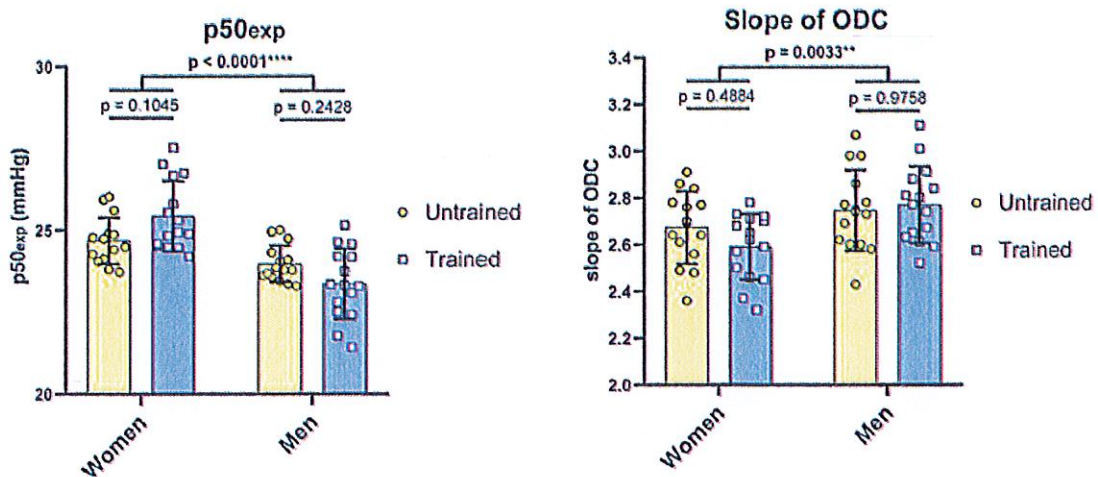 p50exp
p < 0.0001****
p = 0.1045
p = 0.2428
30
25
20
p50exp (mmHg)
Women
Men
Untrained
Trained
Slope of ODC
p = 0.0033**
p = 0.4884
p = 0.9758
3.4
3.2
3.0
2.8
2.6
2.4
2.2
2.0
slope of ODC
Women
Men
Untrained
Trained